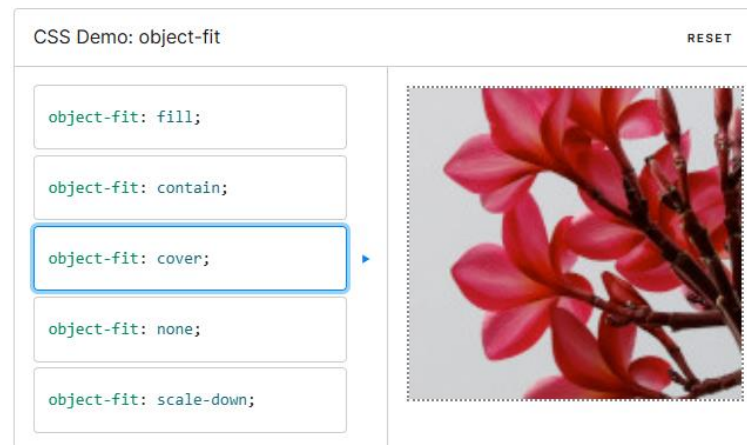 CSS Demo: object-fit
RESET
object-fit: fill;
object-fit: contain;
object-fit: cover;
object-fit: none;
object-fit: scale-down;